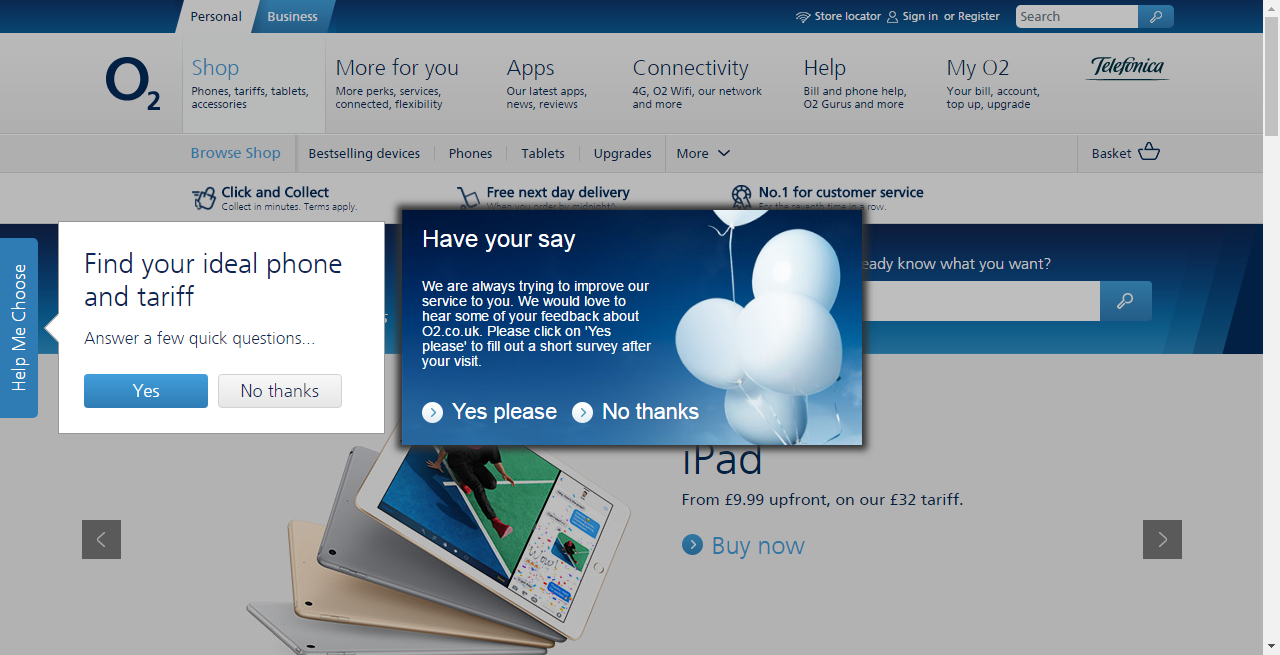 Personal
Business
Store locator
Sign in or Register
Search
O2
Shop
Phones, tariffs, tablets,
accessories
More for you
More perks, services,
connected, flexibility
Apps
Our latest apps,
news, reviews
Connectivity
4G, O2 Wifi, our network
and more
Help
Bill and phone help,
O2 Gurus and more
My O2
Your bill, account,
top up, upgrade
Telefónica
Browse Shop
Bestselling devices
Phones
Tablets
Upgrades
More
Basket
Click and Collect
Collect in minutes. Terms apply.
Free next day delivery
When you order by midnight^
No.1 for customer service
For the seventh time in a row.
Help Me Choose
Find your ideal phone
and tariff
Answer a few quick questions...
Yes
No thanks
Have your say
We are always trying to improve our
service to you. We would love to
hear some of your feedback about
O2.co.uk. Please click on 'Yes
please' to fill out a short survey after
your visit.
Yes please
No thanks
eady know what you want?
iPad
From £9.99 upfront, on our £32 tariff.
Buy now